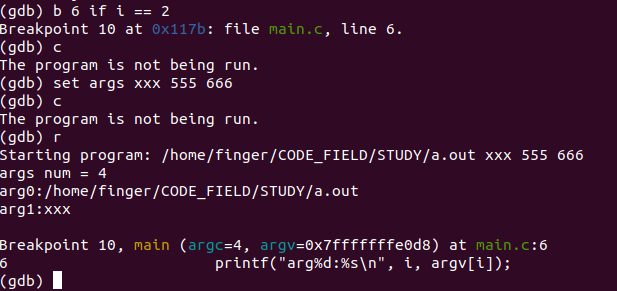 (gdb) b 6 if i == 2
Breakpoint 10 at 0x117b: file main.c, line 6.
(gdb) c
The program is not being run.
(gdb) set args xxx 555 666
(gdb) c
The program is not being run.
(gdb) r
Starting program: /home/finger/CODE_FIELD/STUDY/a.out xxx 555 666
args num = 4
arg0:/home/finger/CODE_FIELD/STUDY/a.out
arg1:xxx
Breakpoint 10, main (argc=4, argv=0x7fffffffe0d8) at main.c:6
6 printf("arg%d:%s\n", i, argv[i]);
(gdb)